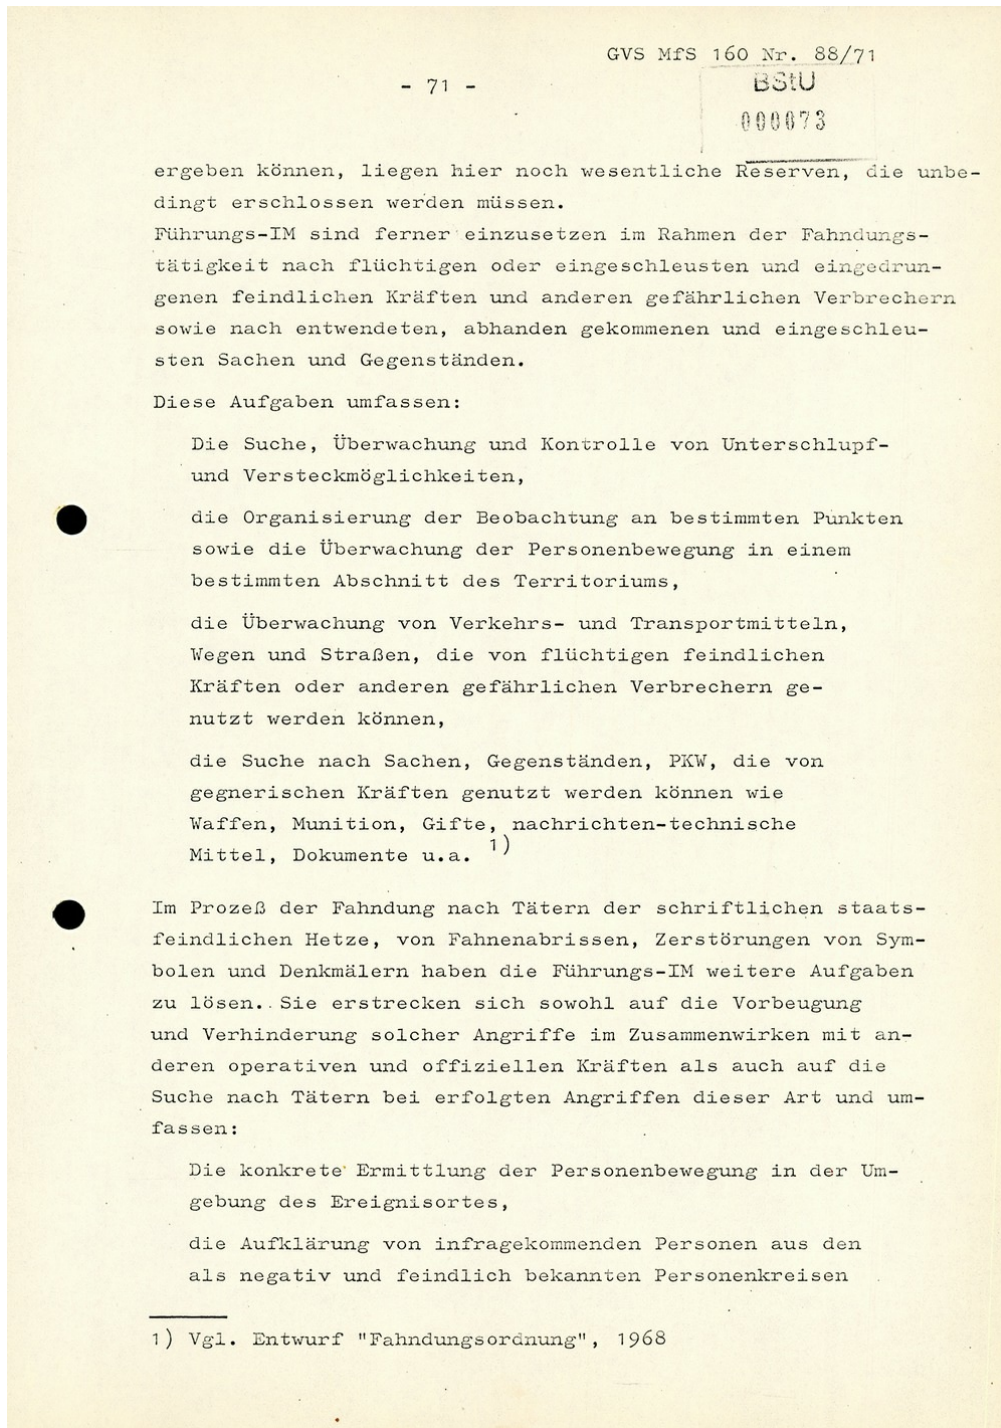 GVS MfS 160 Nr. 88/71
- 71 -
BStU
000073
ergeben können, liegen hier noch wesentliche Reserven, die unbe-
dingt erschlossen werden müssen.
Führungs-IM sind ferner einzusetzen im Rahmen der Fahndungs-
tätigkeit nach flüchtigen oder eingeschleusten und eingedrun-
genen feindlichen Kräften und anderen gefährlichen Verbrechern
sowie nach entwendeten, abhanden gekommenen und eingeschleu-
sten Sachen und Gegenständen.
Diese Aufgaben umfassen:
Die Suche, Überwachung und Kontrolle von Unterschlupf-
und Versteckmöglichkeiten,
die Organisierung der Beobachtung an bestimmten Punkten
sowie die Überwachung der Personenbewegung in einem
bestimmten Abschnitt des Territoriums,
die Überwachung von Verkehrs- und Transportmitteln,
Wegen und Straßen, die von flüchtigen feindlichen
Kräften oder anderen gefährlichen Verbrechern ge-
nutzt werden können,
die Suche nach Sachen, Gegenständen, PKW, die von
gegnerischen Kräften genutzt werden können wie
Waffen, Munition, Gifte, nachrichten-technische
Mittel, Dokumente u.a. 1)
Im Prozeß der Fahndung nach Tätern der schriftlichen staats-
feindlichen Hetze, von Fahnenabrissen, Zerstörungen von Sym-
bolen und Denkmälern haben die Führungs-IM weitere Aufgaben
zu lösen. Sie erstrecken sich sowohl auf die Vorbeugung
und Verhinderung solcher Angriffe im Zusammenwirken mit an-
deren operativen und offiziellen Kräften als auch auf die
Suche nach Tätern bei erfolgten Angriffen dieser Art und um-
fassen:
Die konkrete Ermittlung der Personenbewegung in der Um-
gebung des Ereignisortes,
die Aufklärung von infragekommenden Personen aus den
als negativ und feindlich bekannten Personenkreisen
1) Vgl. Entwurf "Fahndungsordnung", 1968